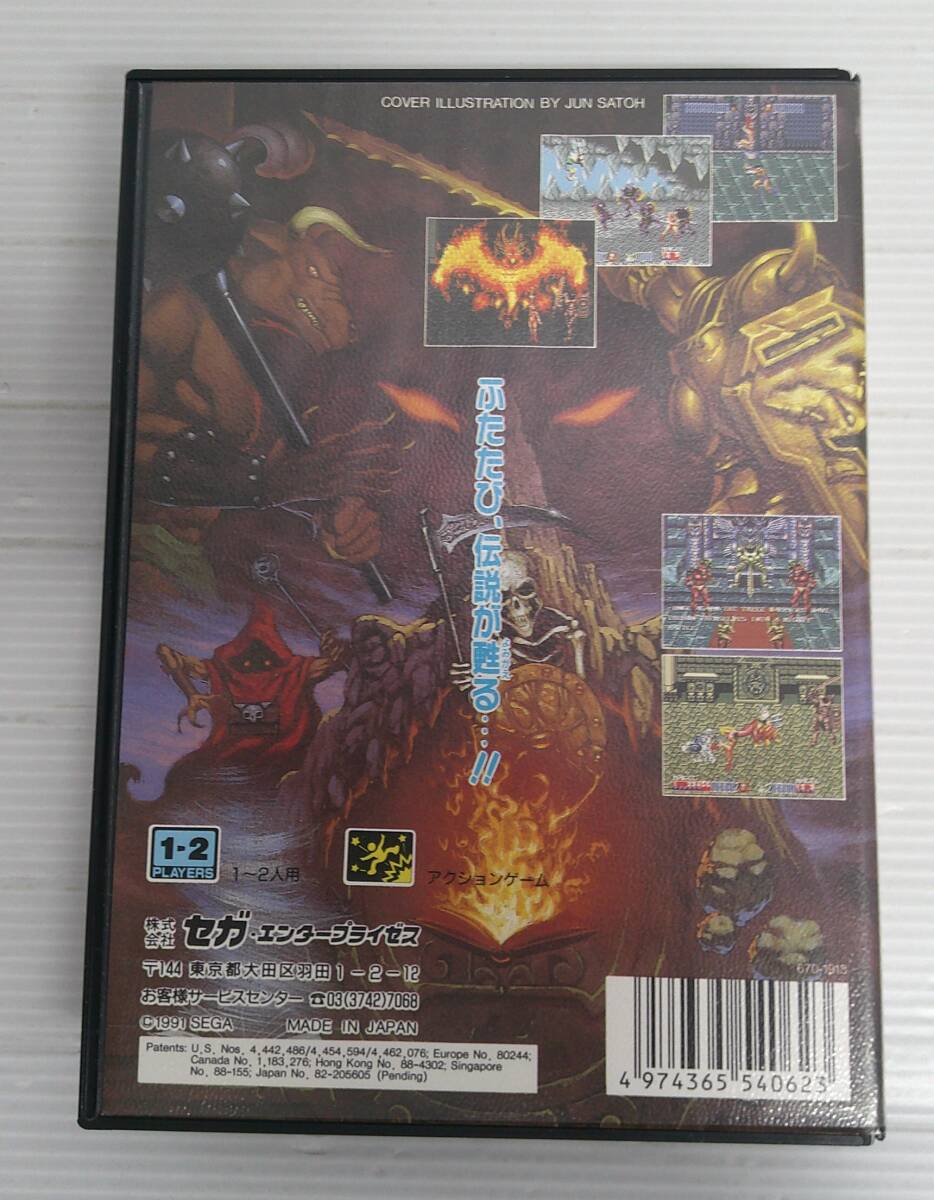 COVER ILLUSTRATION BY JUN SATOH
ふたたび、伝説が甦る…!!
よみがえ
1-2
PLAYERS
1～2人用
アクションゲーム
株式会社 セガ・エンタープライゼス
〒144 東京都大田区羽田1-2-12
お客様サービスセンター ☎03(3742)7068
©1991 SEGA MADE IN JAPAN
670-1918
Patents: U.S. Nos. 4,442,486/4,454,594/4,462,076; Europe No. 80244;
Canada No. 1,183,276; Hong Kong No. 88-4302; Singapore
No. 88-155; Japan No. 82-205605 (Pending)
4 974365 540623